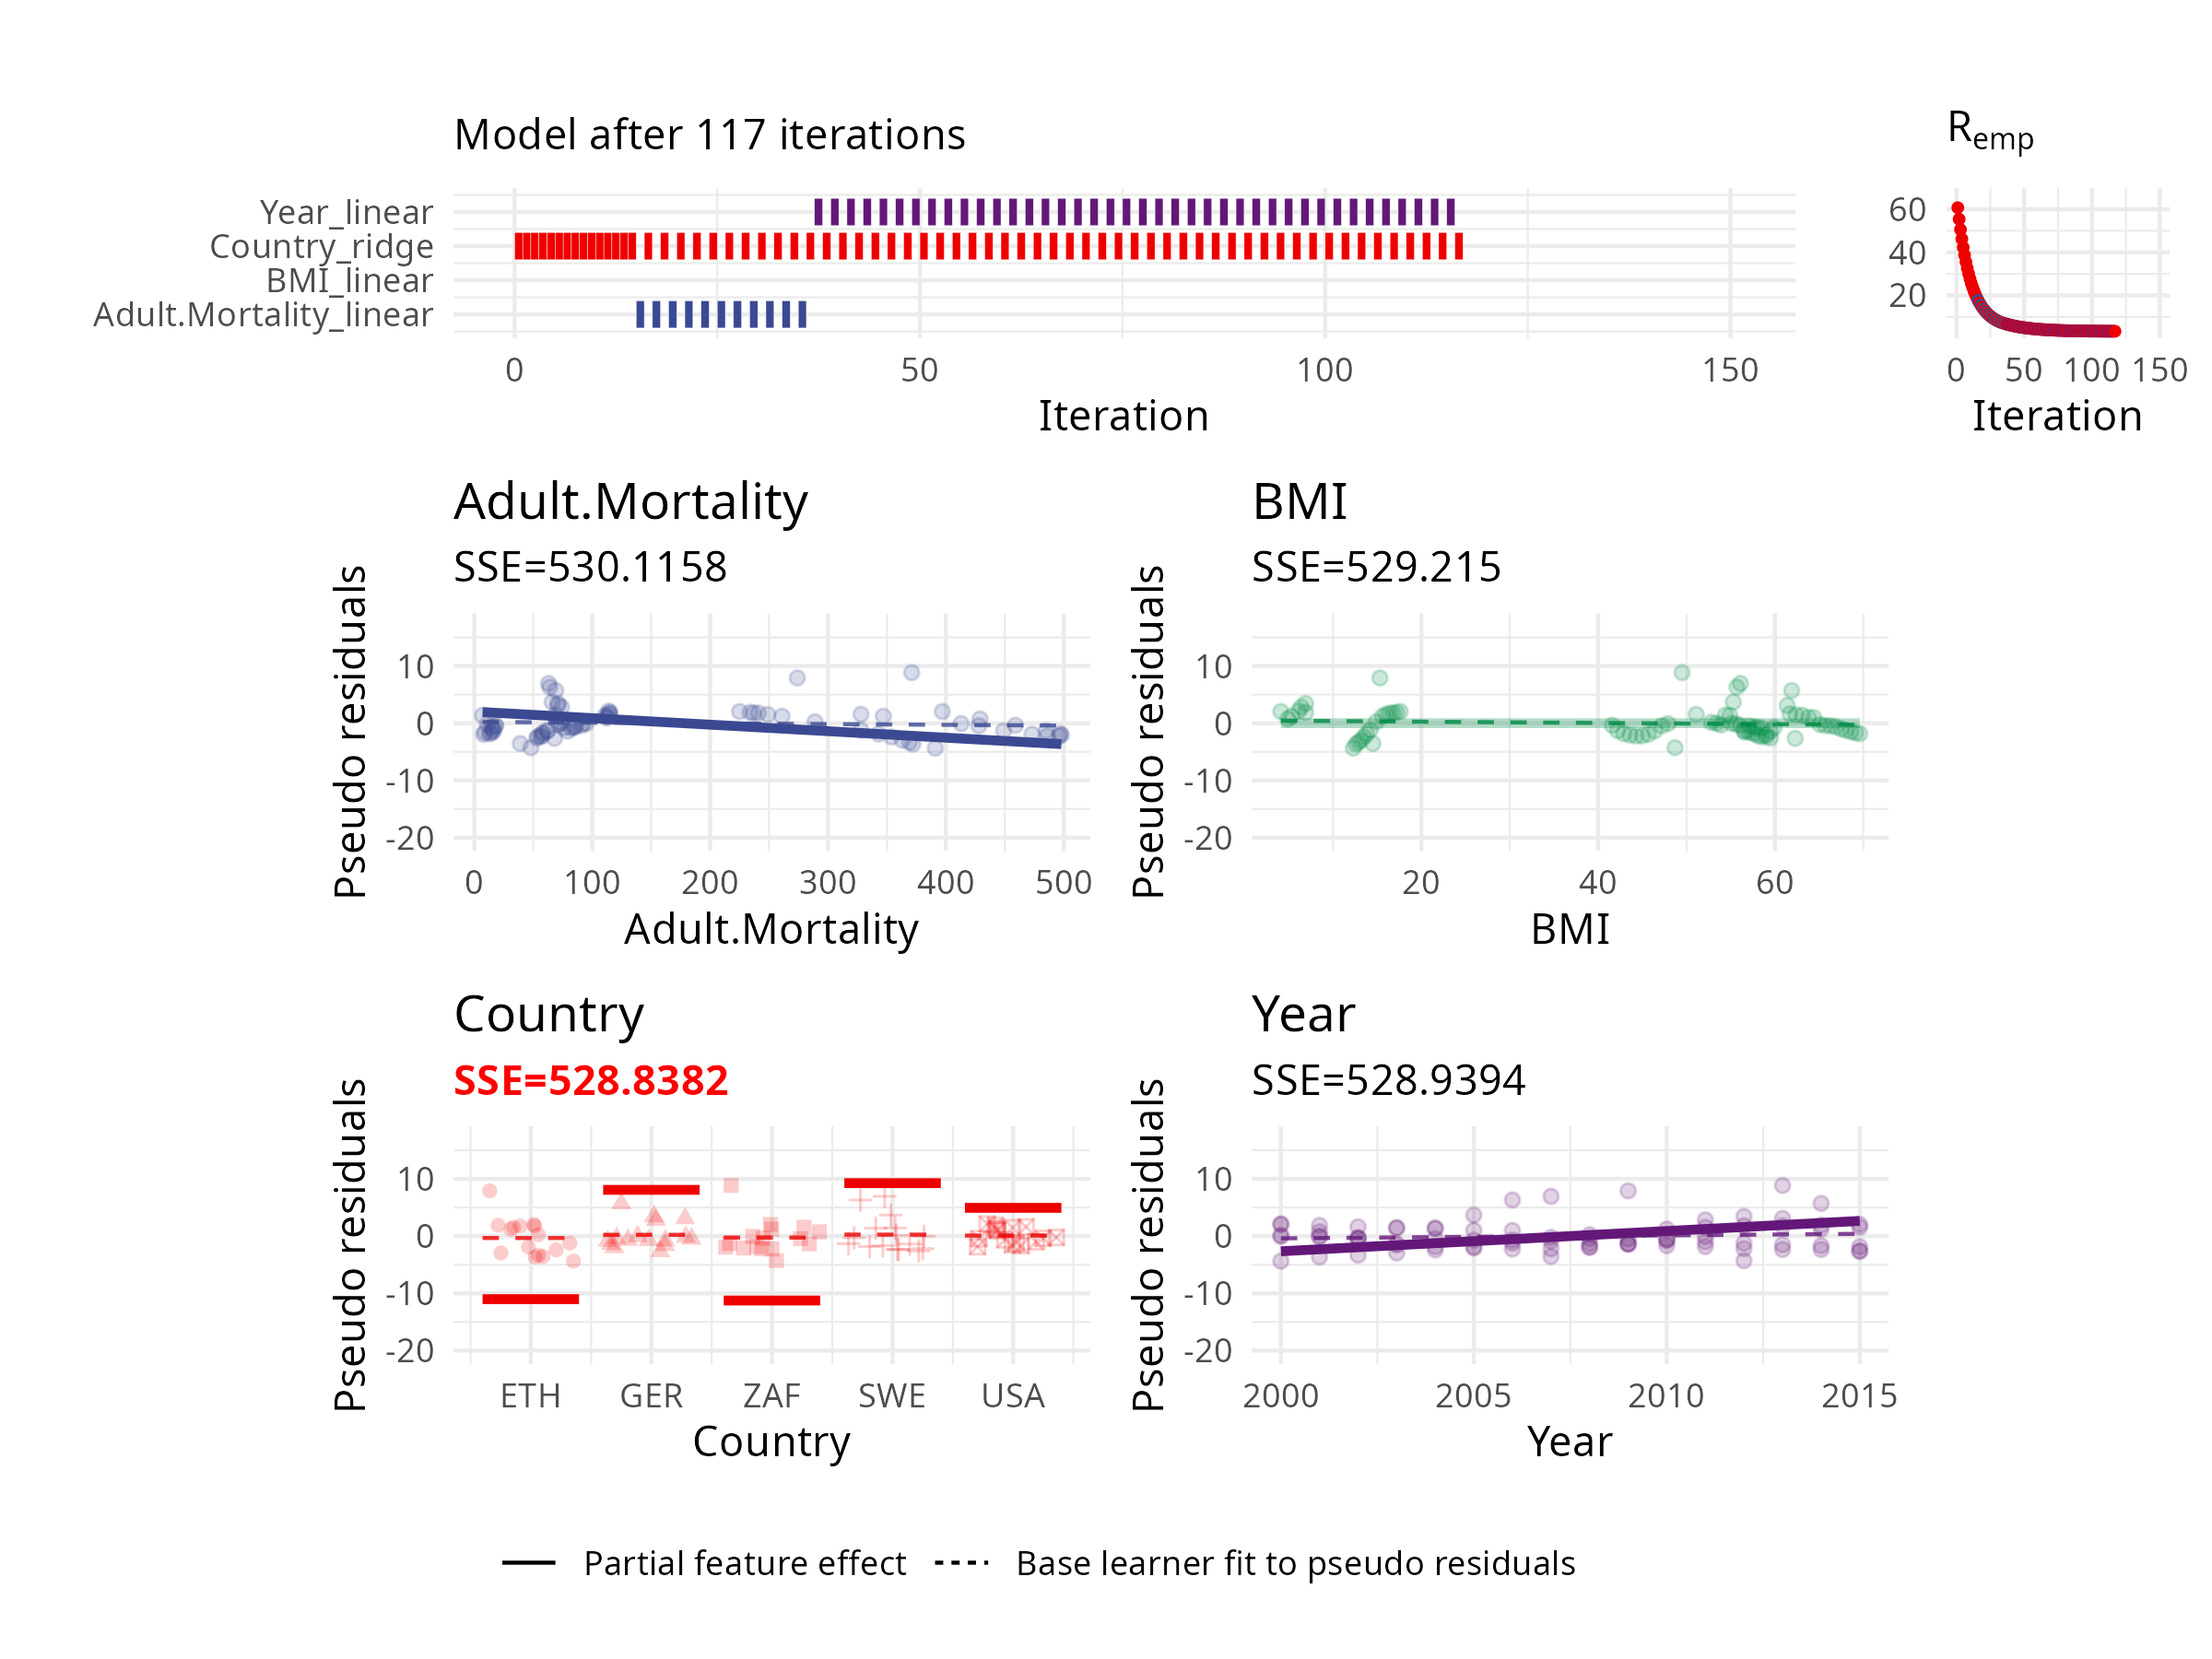 Model after 117 iterations
Year_linear
Country_ridge
BMI_linear
Adult.Mortality_linear
0 50 100 150
Iteration
Remp
60
40
20
0 50 100 150
Iteration
Adult.Mortality
SSE=530.1158
Pseudo residuals
10
0
-10
-20
0 100 200 300 400 500
Adult.Mortality
BMI
SSE=529.215
Pseudo residuals
10
0
-10
-20
20 40 60
BMI
Country
SSE=528.8382
Pseudo residuals
10
0
-10
-20
ETH GER ZAF SWE USA
Country
Year
SSE=528.9394
Pseudo residuals
10
0
-10
-20
2000 2005 2010 2015
Year
Partial feature effect Base learner fit to pseudo residuals